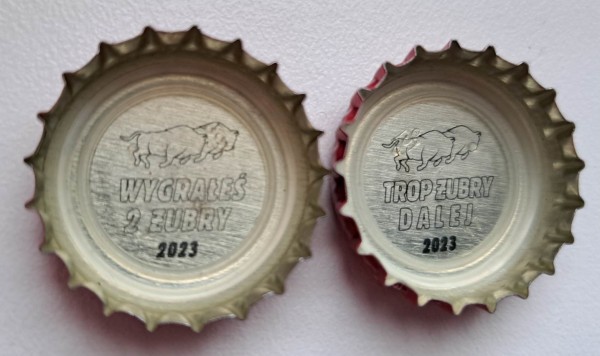 WYGRAŁEŚ
2 ŻUBRY
2023
TROP ŻUBRY
DALEJ
2023